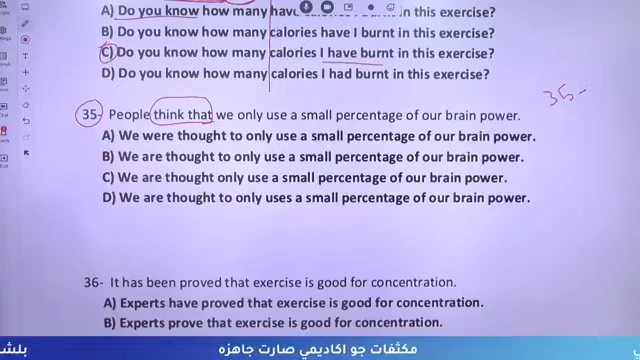 A) Do you know how many have calories I burnt in this exercise?
B) Do you know how many calories have I burnt in this exercise?
C) Do you know how many calories I have burnt in this exercise?
D) Do you know how many calories I had burnt in this exercise?
35- People think that we only use a small percentage of our brain power.
35-
A) We were thought to only use a small percentage of our brain power.
B) We are thought to only use a small percentage of our brain power.
C) We are thought only use a small percentage of our brain power.
D) We are thought to only uses a small percentage of our brain power.
36- It has been proved that exercise is good for concentration.
A) Experts have proved that exercise is good for concentration.
B) Experts prove that exercise is good for concentration.
مكثفات جو اكاديمي صارت جاهزه